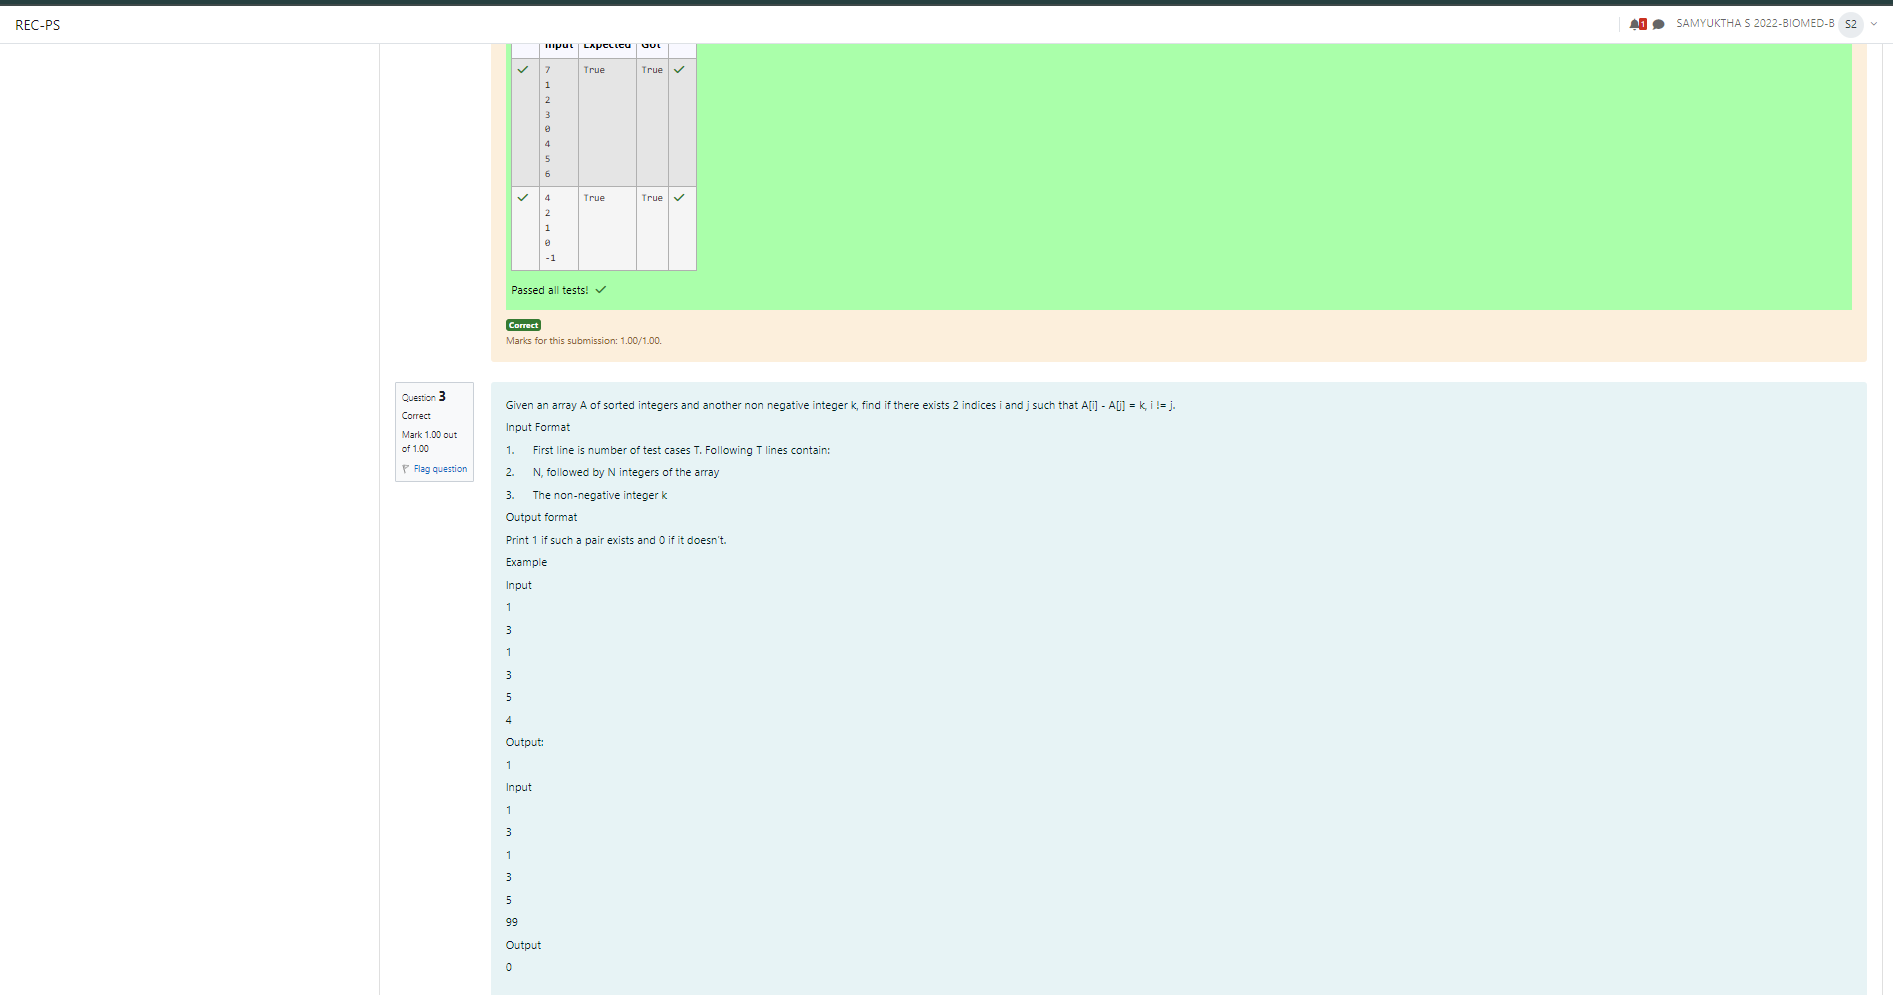 REC-PS
1
SAMYUKTHA S 2022-BIOMED-B S2
Input Expected Got
7 True True
1
2
3
0
4
5
6
4 True True
2
1
0
-1
Passed all tests!
Correct
Marks for this submission: 1.00/1.00.
Question 3
Correct
Mark 1.00 out
of 1.00
Flag question
Given an array A of sorted integers and another non negative integer k, find if there exists 2 indices i and j such that A[i] - A[j] = k, i != j.
Input Format
1. First line is number of test cases T. Following T lines contain:
2. N, followed by N integers of the array
3. The non-negative integer k
Output format
Print 1 if such a pair exists and 0 if it doesn't.
Example
Input
1
3
1
3
5
4
Output:
1
Input
1
3
1
3
5
99
Output
0